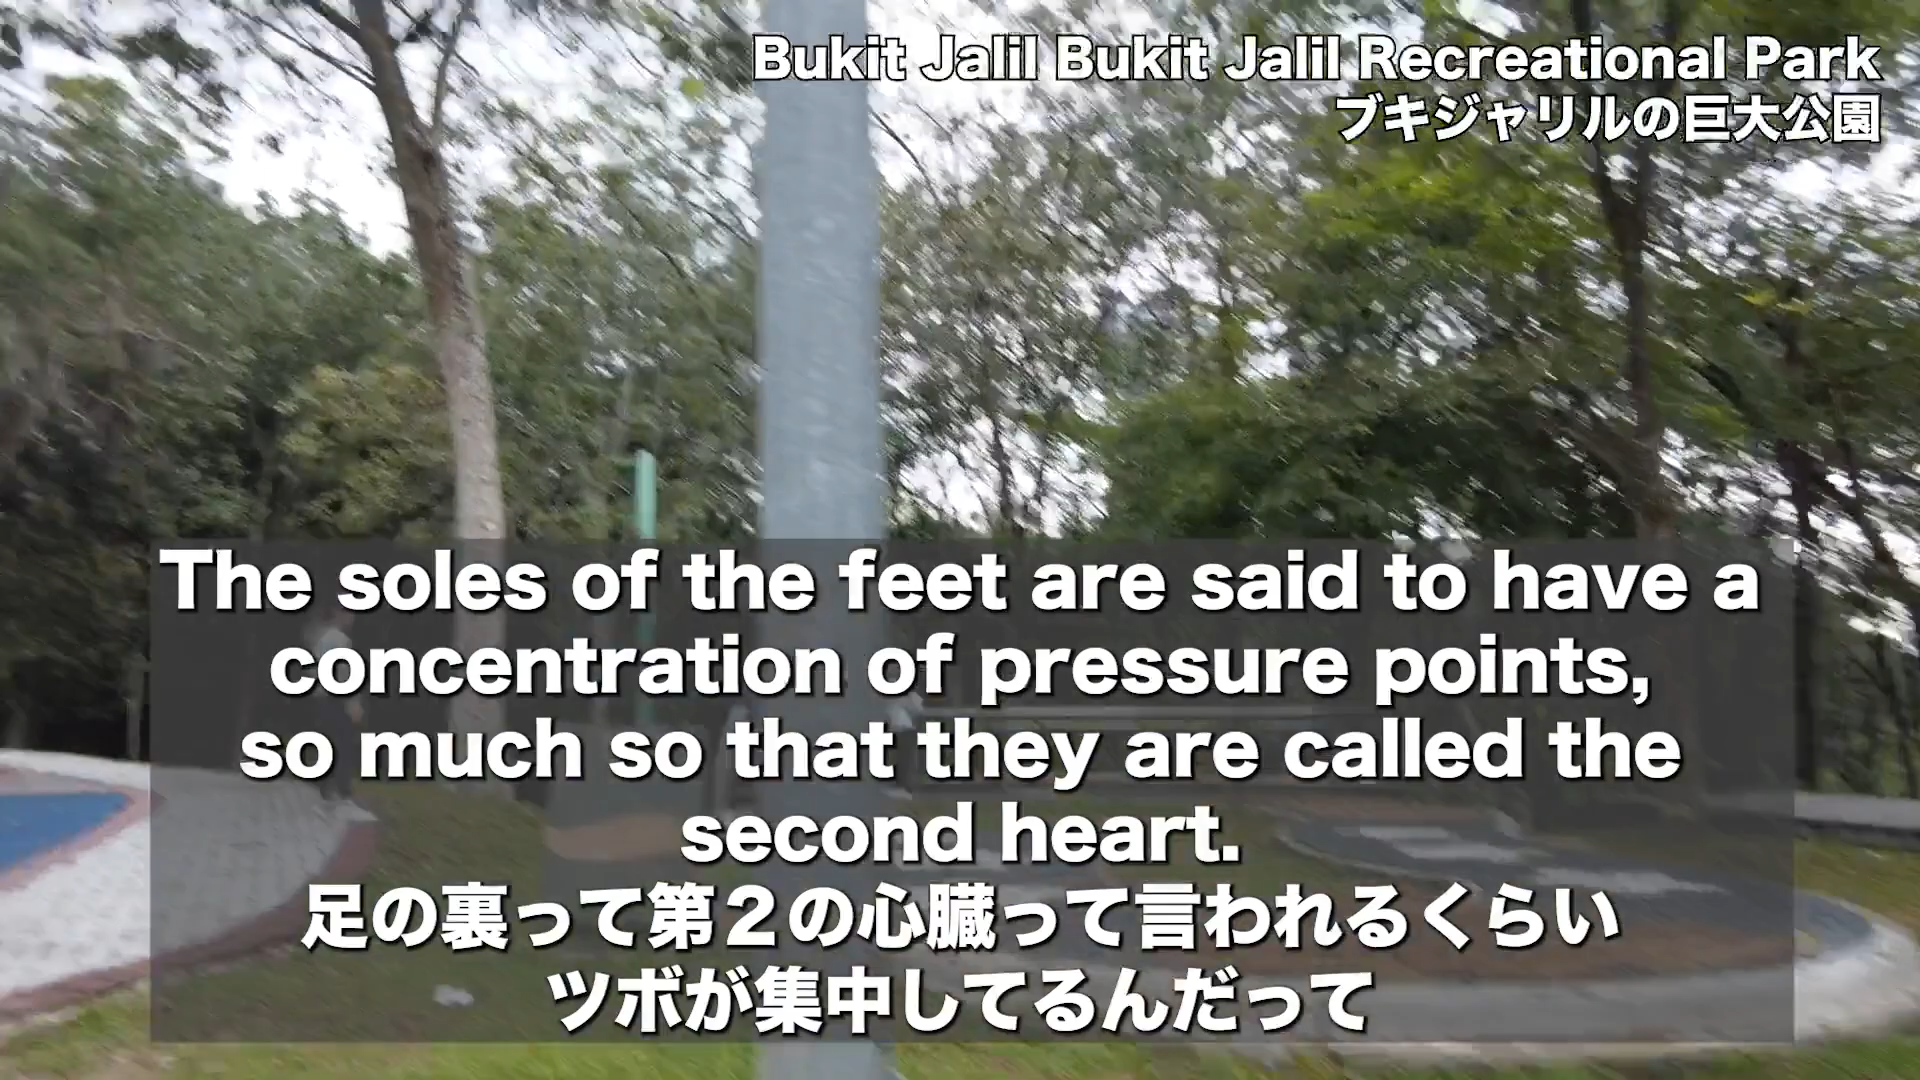 Bukit Jalil Bukit Jalil Recreational Park
ブキジャリルの巨大公園
The soles of the feet are said to have a
concentration of pressure points,
so much so that they are called the
second heart.
足の裏って第２の心臓って言われるくらい
ツボが集中してるんだって